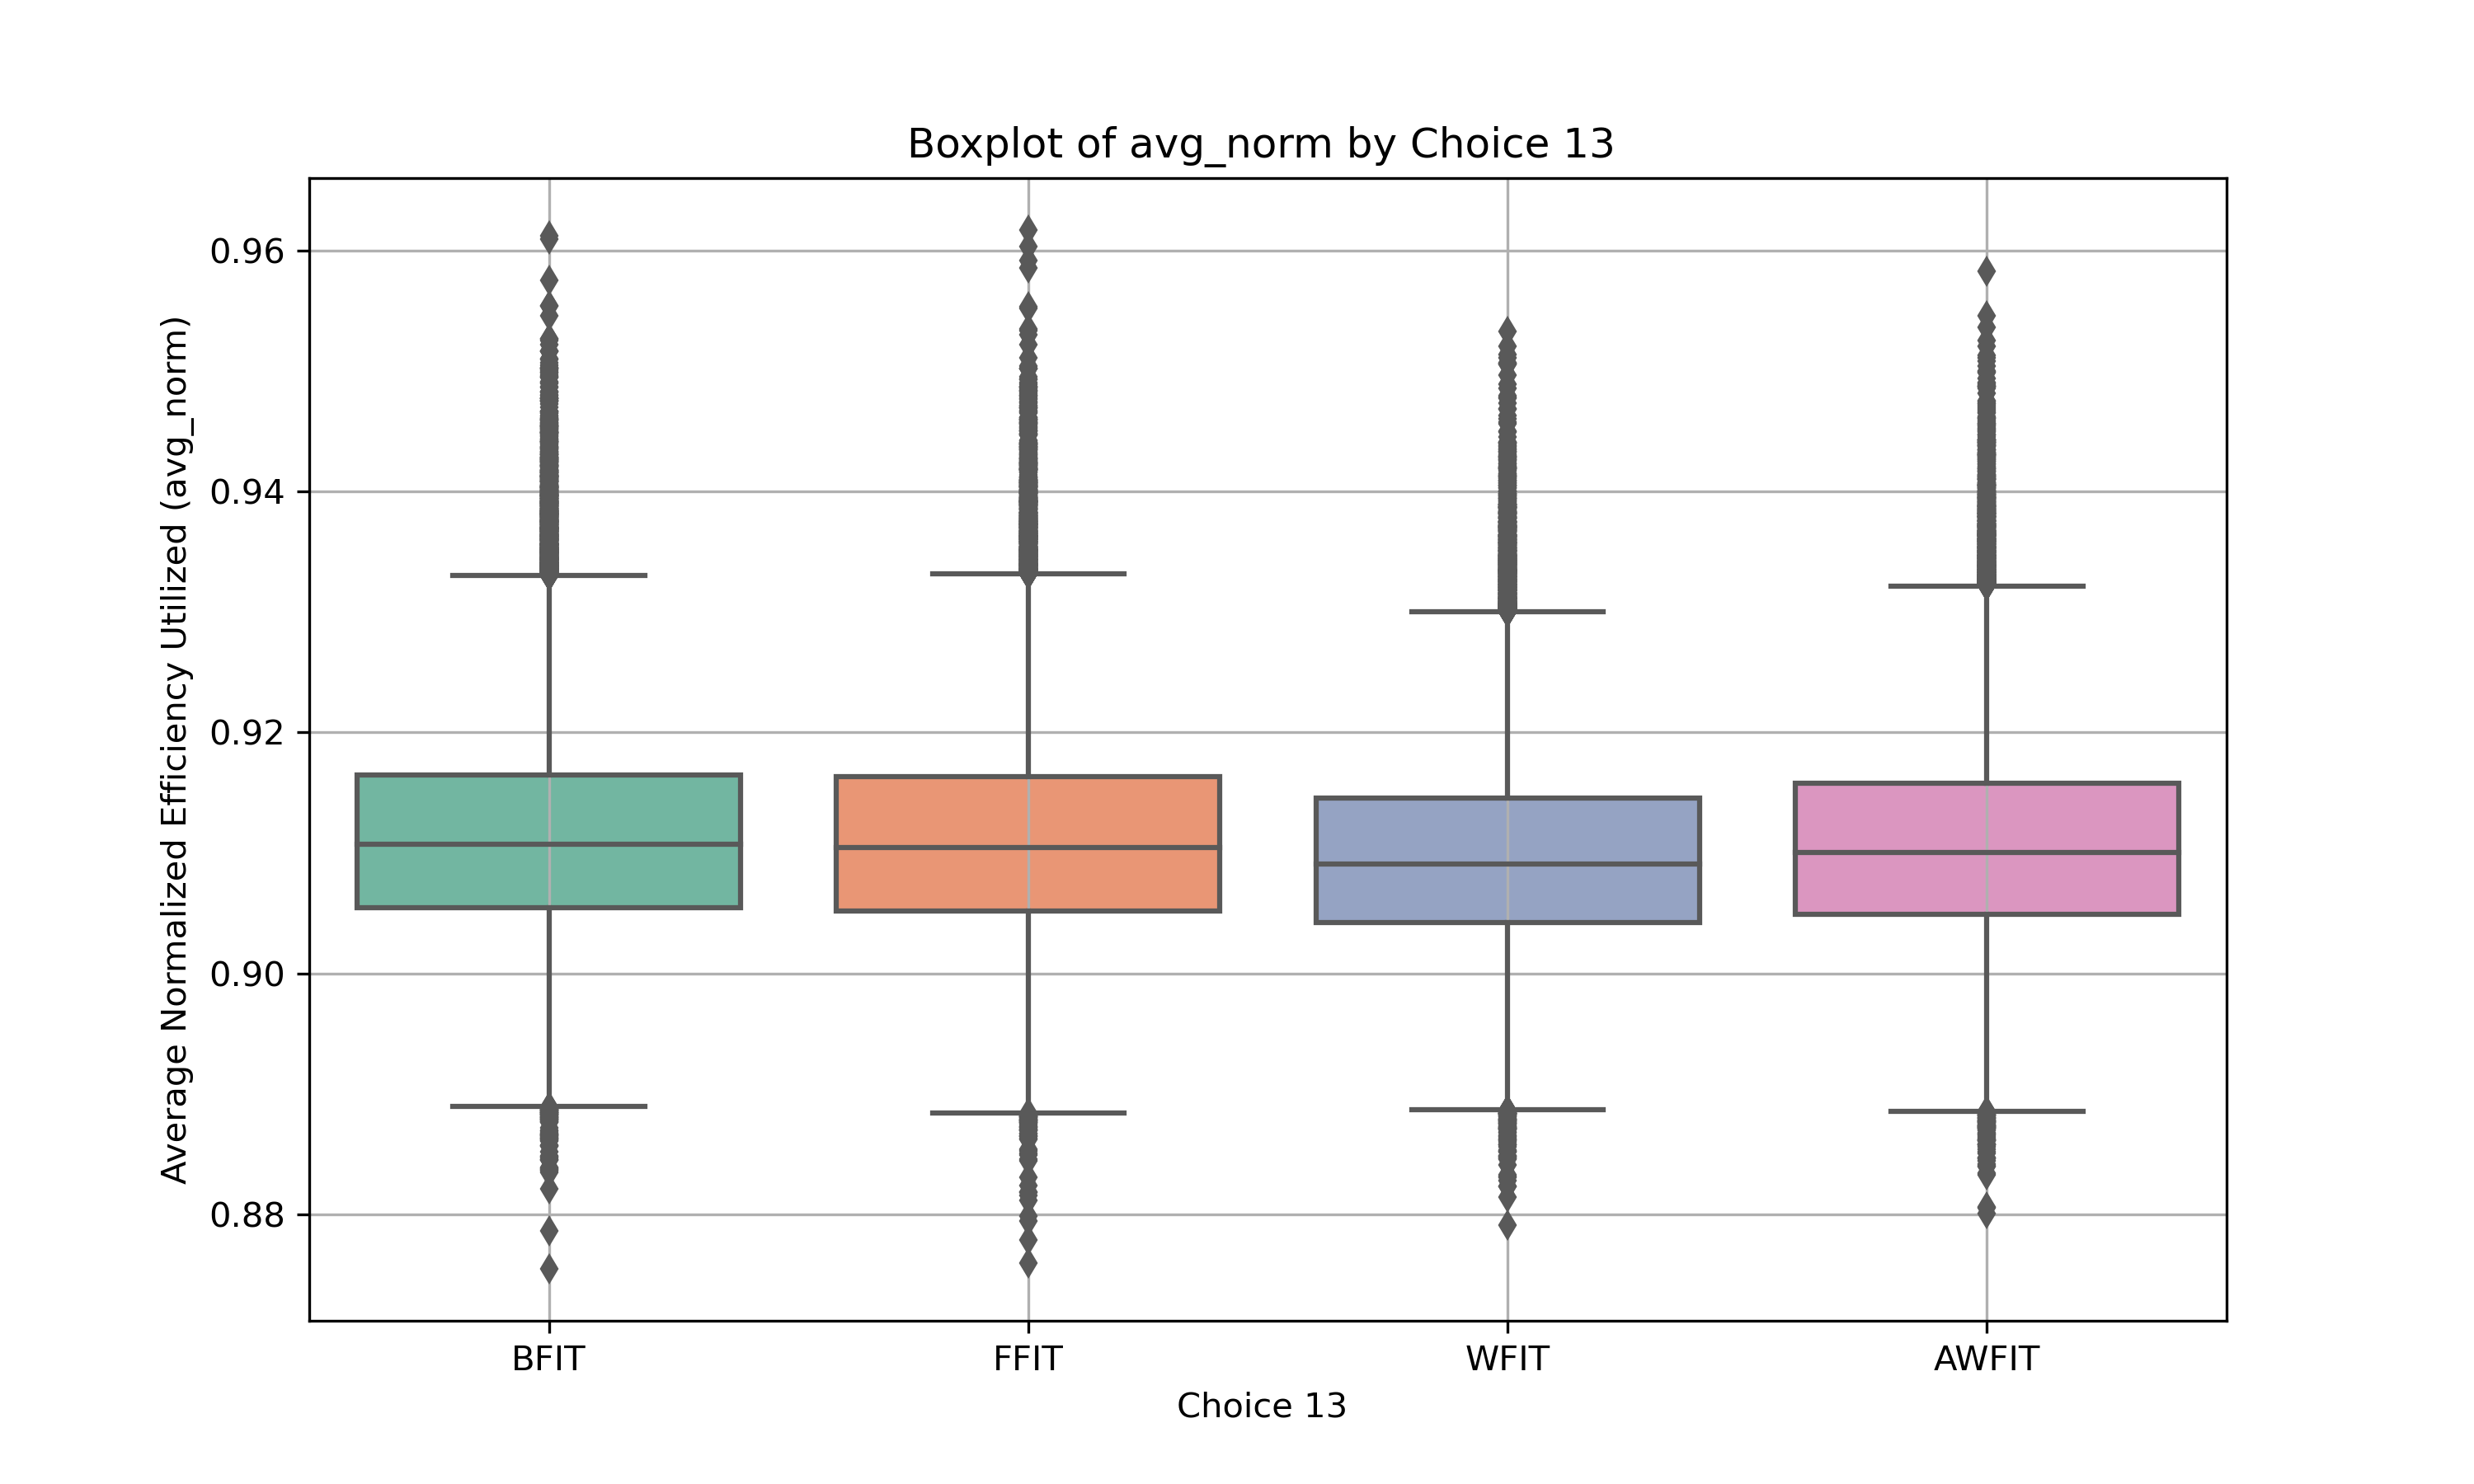 Boxplot of avg_norm by Choice 13
Average Normalized Efficiency Utilized (avg_norm)
0.96
0.94
0.92
0.90
0.88
BFIT FFIT WFIT AWFIT
Choice 13